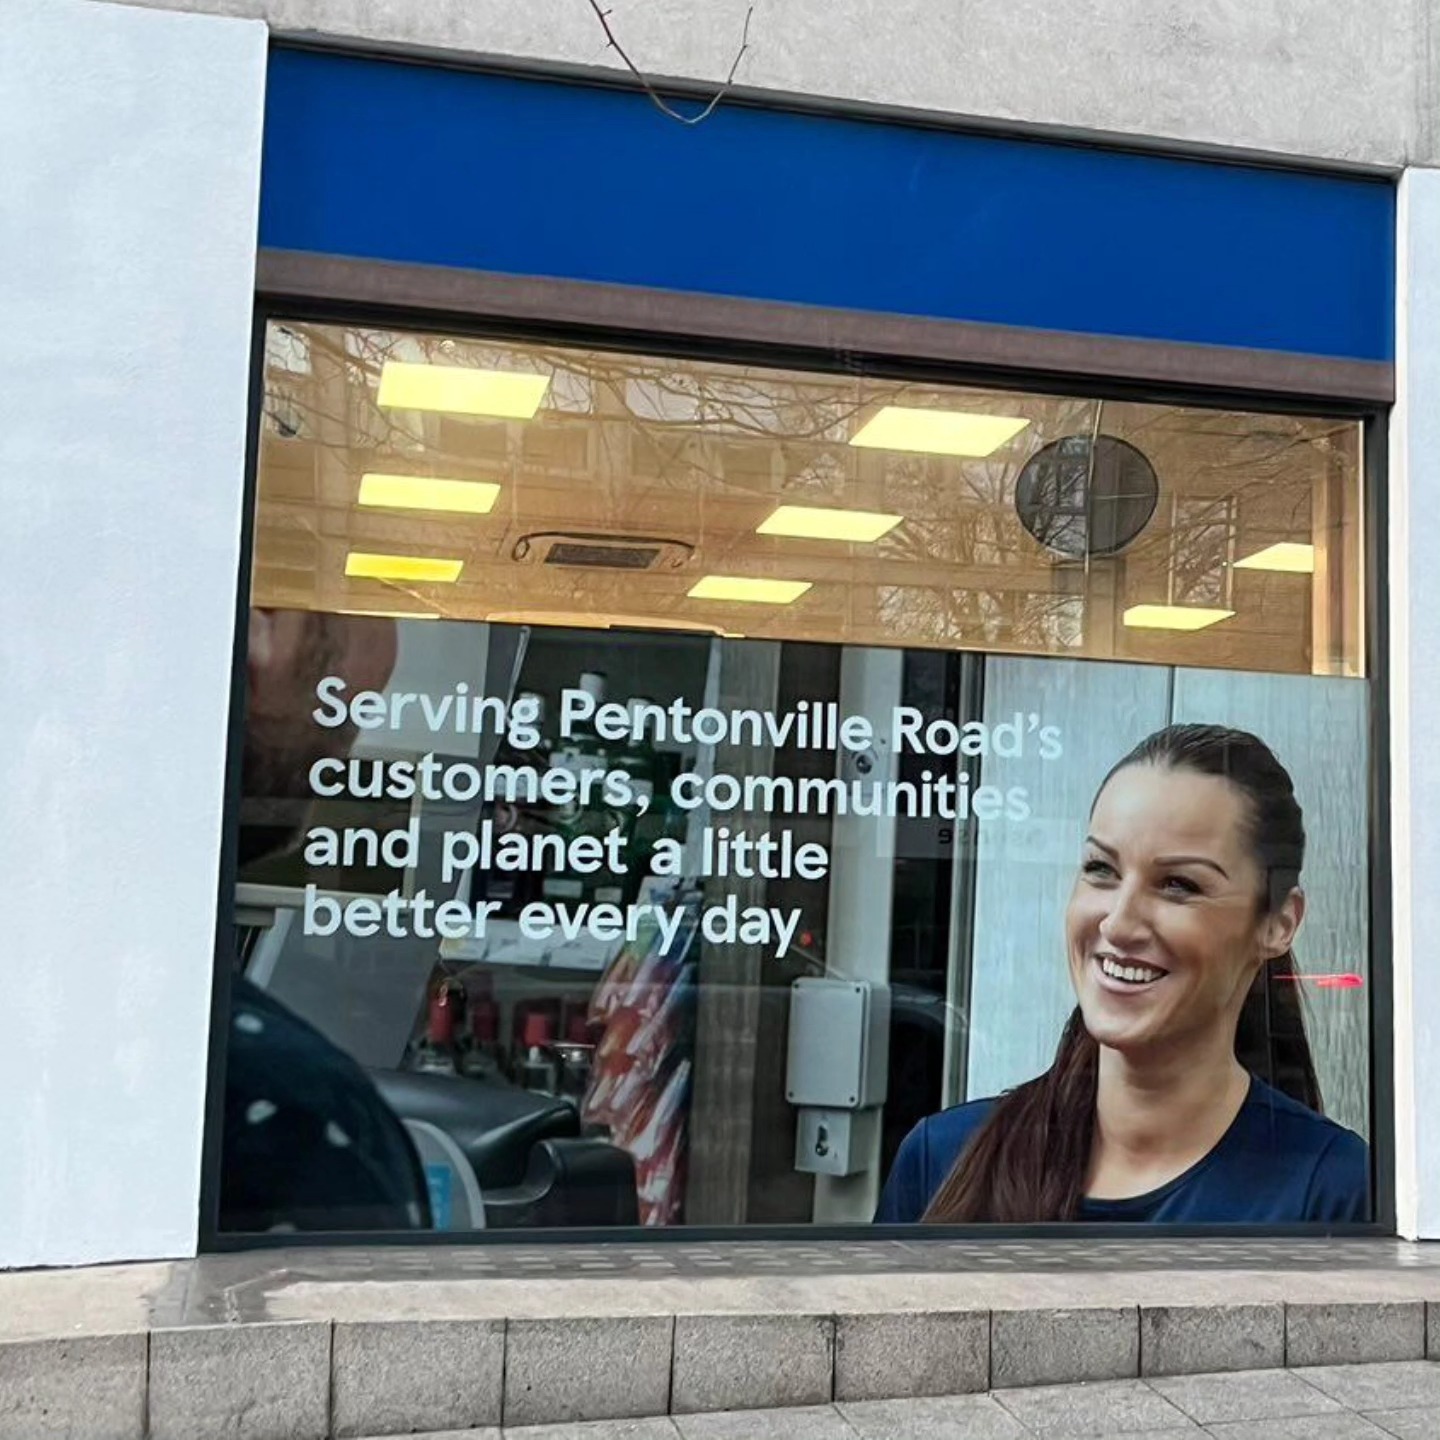 Serving Pentonville Road's
customers, communities
and planet a little
better every day